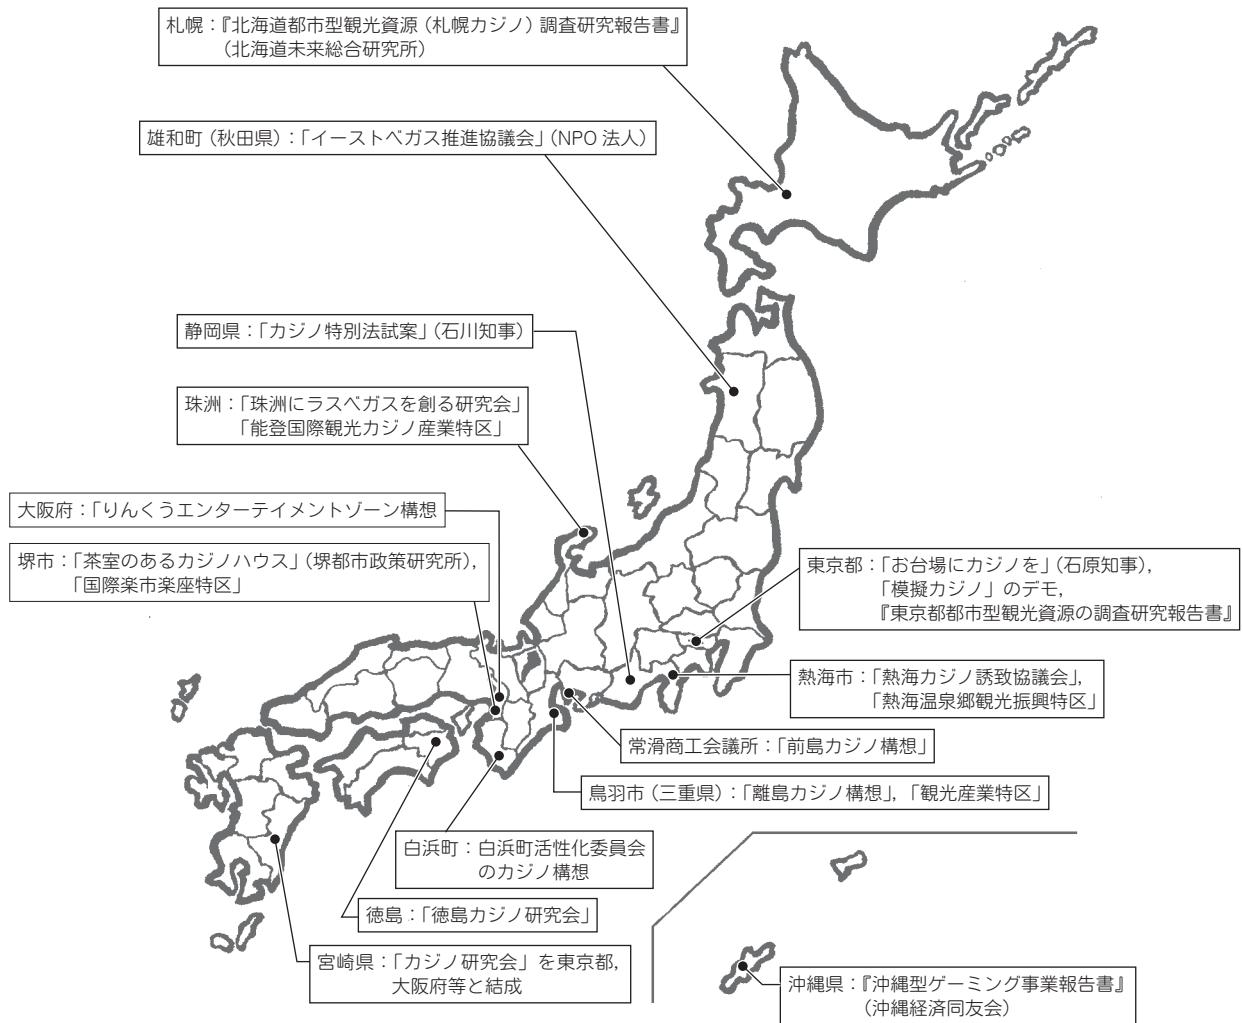 札幌：『北海道都市型観光資源（札幌カジノ）調査研究報告書』
（北海道未来総合研究所）
雄和町（秋田県）：「イーストベガス推進協議会」（NPO 法人）
静岡県：「カジノ特別法試案」（石川知事）
珠洲：「珠洲にラスベガスを創る研究会」
「能登国際観光カジノ産業特区」
大阪府：「りんくうエンターテイメントゾーン構想
堺市：「茶室のあるカジノハウス」（堺都市政策研究所），
「国際楽市楽座特区」
東京都：「お台場にカジノを」（石原知事），
「模擬カジノ」のデモ，
『東京都都市型観光資源の調査研究報告書』
熱海市：「熱海カジノ誘致協議会」，
「熱海温泉郷観光振興特区」
常滑商工会議所：「前島カジノ構想」
鳥羽市（三重県）：「離島カジノ構想」，「観光産業特区」
白浜町：白浜町活性化委員会
のカジノ構想
徳島：「徳島カジノ研究会」
宮崎県：「カジノ研究会」を東京都，
大阪府等と結成
沖縄県：『沖縄型ゲーミング事業報告書』
（沖縄経済同友会）